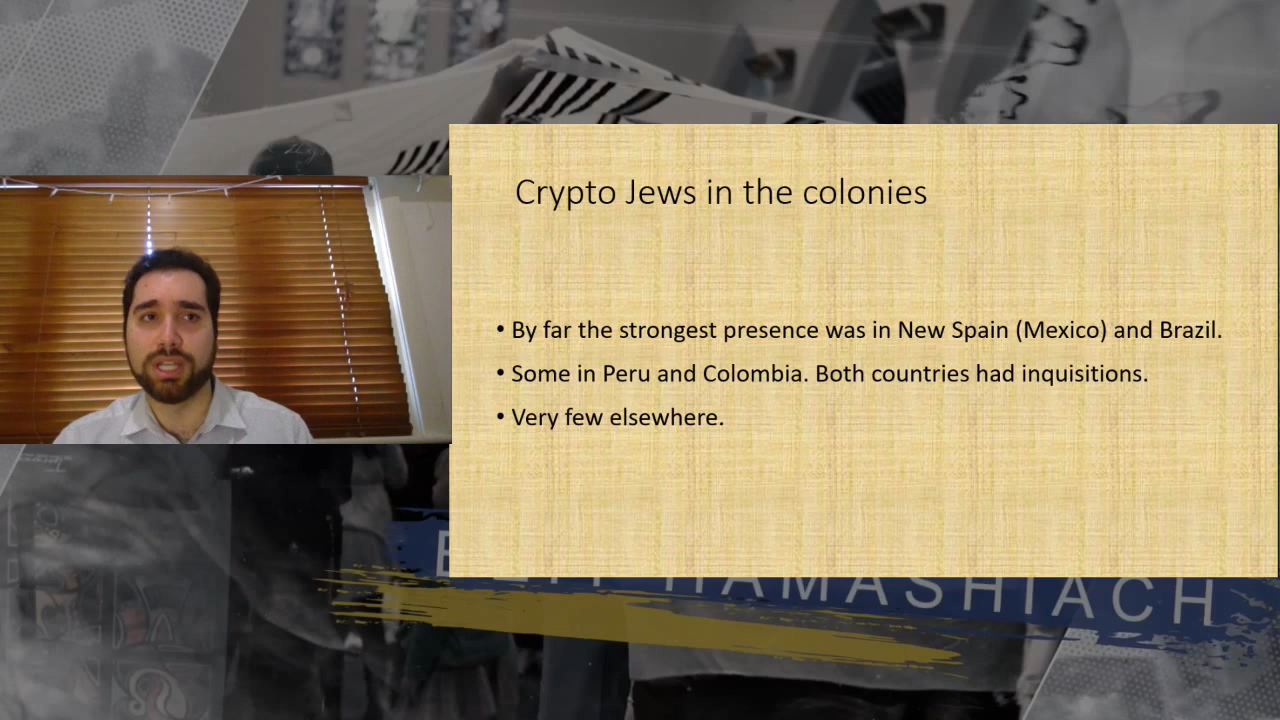 Crypto Jews in the colonies
• By far the strongest presence was in New Spain (Mexico) and Brazil.
• Some in Peru and Colombia. Both countries had inquisitions.
• Very few elsewhere.
HAMASHIACH